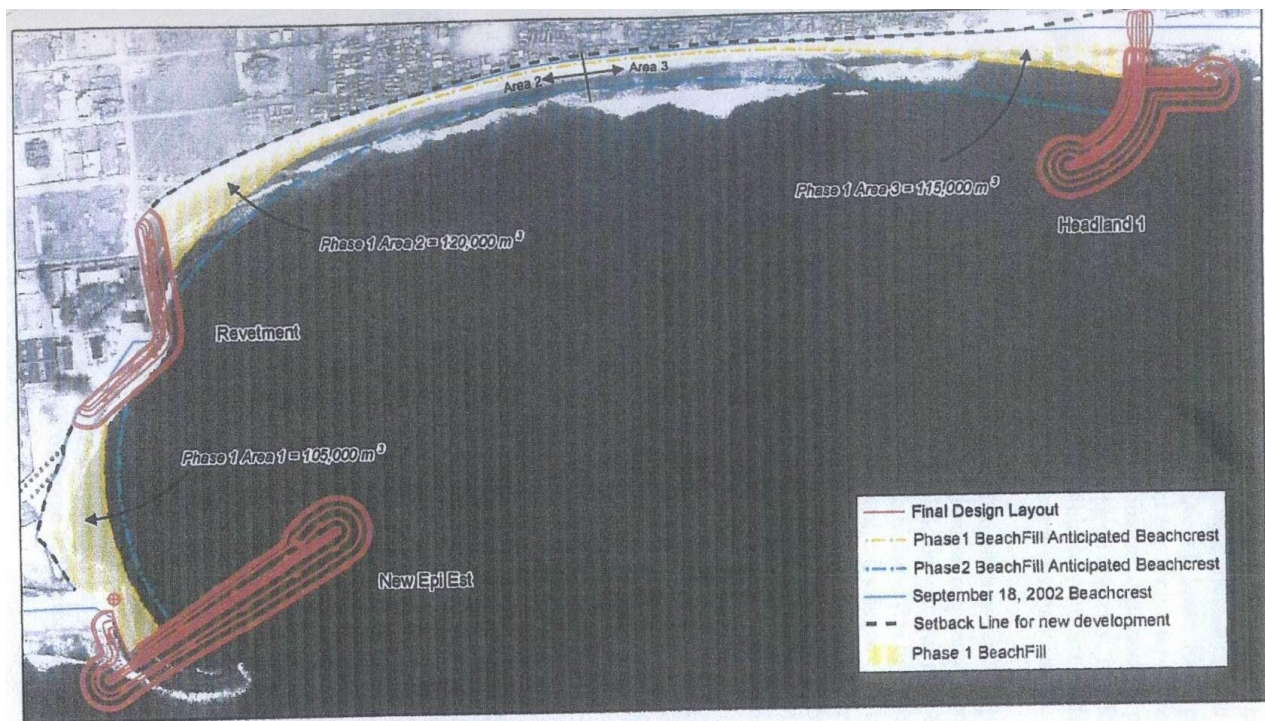 Area 2
Area 3
Phase 1 Area 3 = 115,000 m³
Headland 1
Phase 1 Area 2 = 120,000 m³
Revetment
Phase 1 Area 1 = 105,000 m³
New Epi Est
Final Design Layout
Phase1 BeachFill Anticipated Beachcrest
Phase2 BeachFill Anticipated Beachcrest
September 18, 2002 Beachcrest
Setback Line for new development
Phase 1 BeachFill